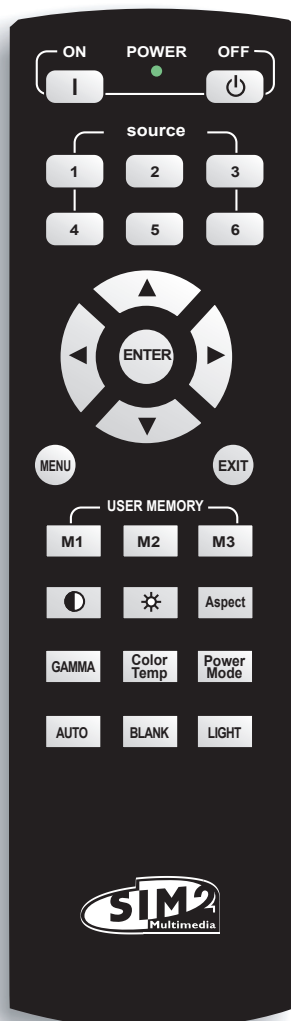 ON POWER OFF
I
source
1 2 3
4 5 6
ENTER
MENU EXIT
USER MEMORY
M1 M2 M3
Aspect
GAMMA Color Temp Power Mode
AUTO BLANK LIGHT
SIM2
Multimedia